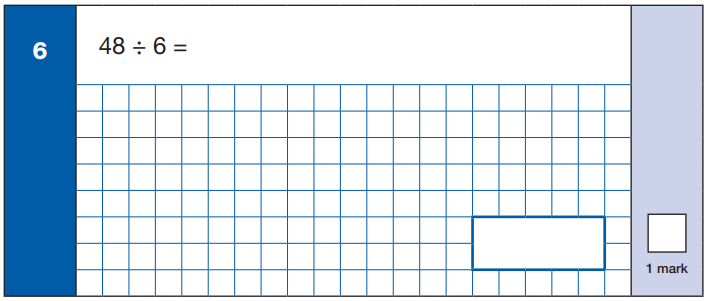 6
48 ÷ 6 =
1 mark